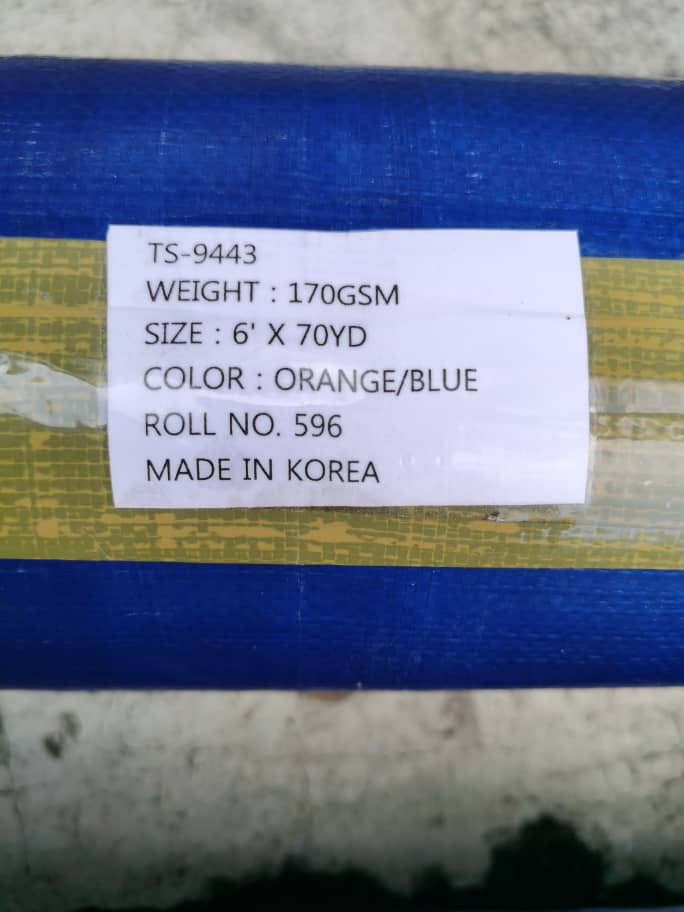 TS-9443
WEIGHT : 170GSM
SIZE : 6' X 70YD
COLOR : ORANGE/BLUE
ROLL NO. 596
MADE IN KOREA